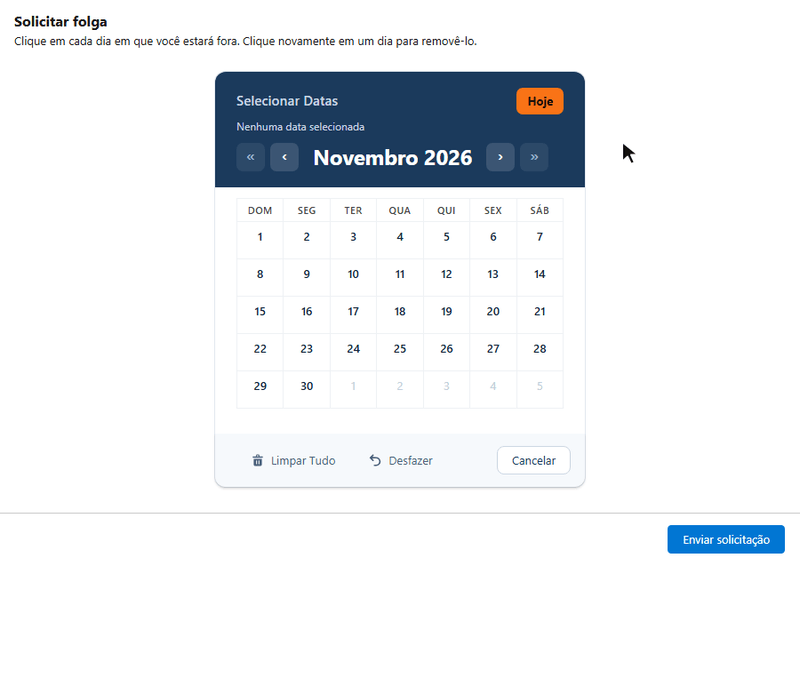 Solicitar folga
Clique em cada dia em que você estará fora. Clique novamente em um dia para removê-lo.
Selecionar Datas
Hoje
Nenhuma data selecionada
« ‹ Novembro 2026 › »
DOM SEG TER QUA QUI SEX SÁB
1 2 3 4 5 6 7
8 9 10 11 12 13 14
15 16 17 18 19 20 21
22 23 24 25 26 27 28
29 30 1 2 3 4 5
Limpar Tudo Desfazer Cancelar
Enviar solicitação